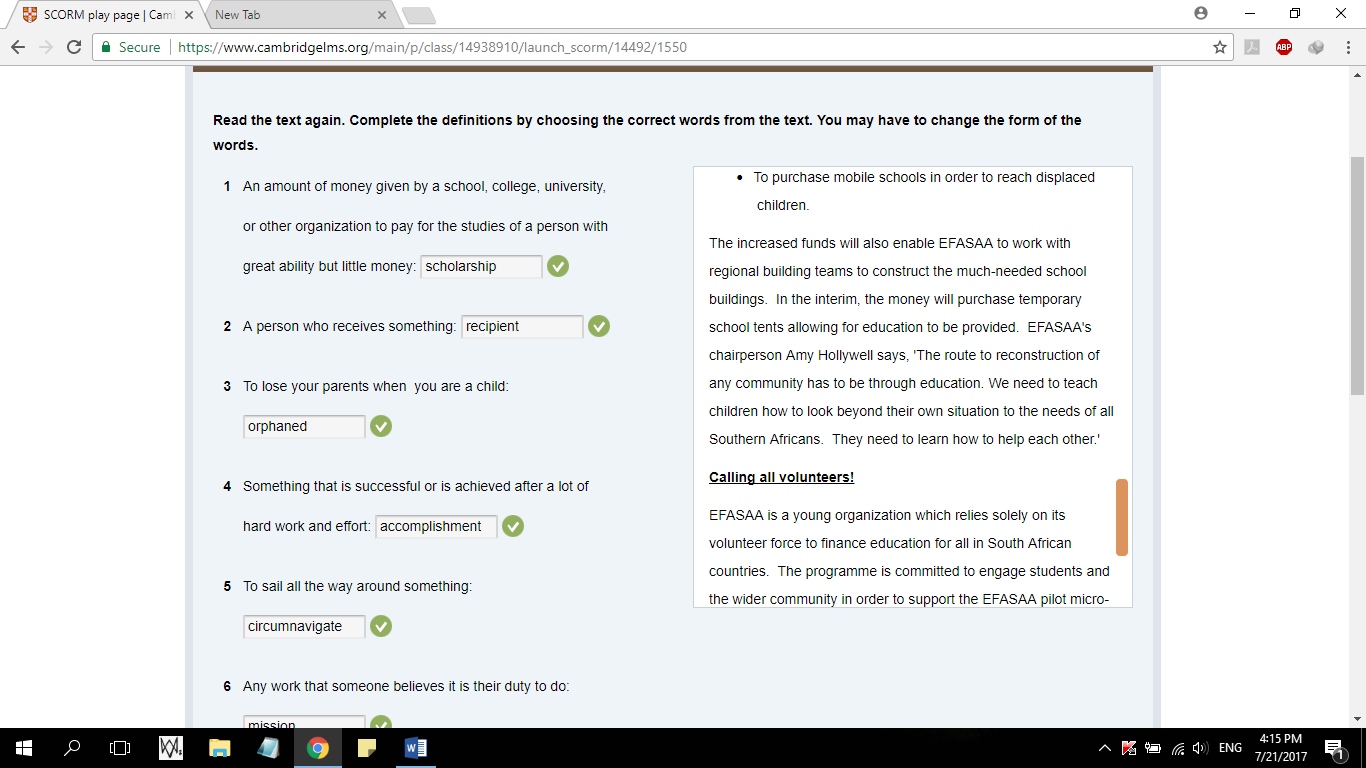 SCORM play page | Cam
New Tab
Secure | https://www.cambridgelms.org/main/p/class/14938910/launch_scorm/14492/1550
ABP
Read the text again. Complete the definitions by choosing the correct words from the text. You may have to change the form of the
words.
1 An amount of money given by a school, college, university,
or other organization to pay for the studies of a person with
great ability but little money: scholarship
2 A person who receives something: recipient
3 To lose your parents when you are a child:
orphaned
4 Something that is successful or is achieved after a lot of
hard work and effort: accomplishment
5 To sail all the way around something:
circumnavigate
6 Any work that someone believes it is their duty to do:
mission
• To purchase mobile schools in order to reach displaced
children.
The increased funds will also enable EFASAA to work with
regional building teams to construct the much-needed school
buildings. In the interim, the money will purchase temporary
school tents allowing for education to be provided. EFASAA's
chairperson Amy Hollywell says, 'The route to reconstruction of
any community has to be through education. We need to teach
children how to look beyond their own situation to the needs of all
Southern Africans. They need to learn how to help each other.'
Calling all volunteers!
EFASAA is a young organization which relies solely on its
volunteer force to finance education for all in South African
countries. The programme is committed to engage students and
the wider community in order to support the EFASAA pilot micro-
ENG
4:15 PM
7/21/2017
1